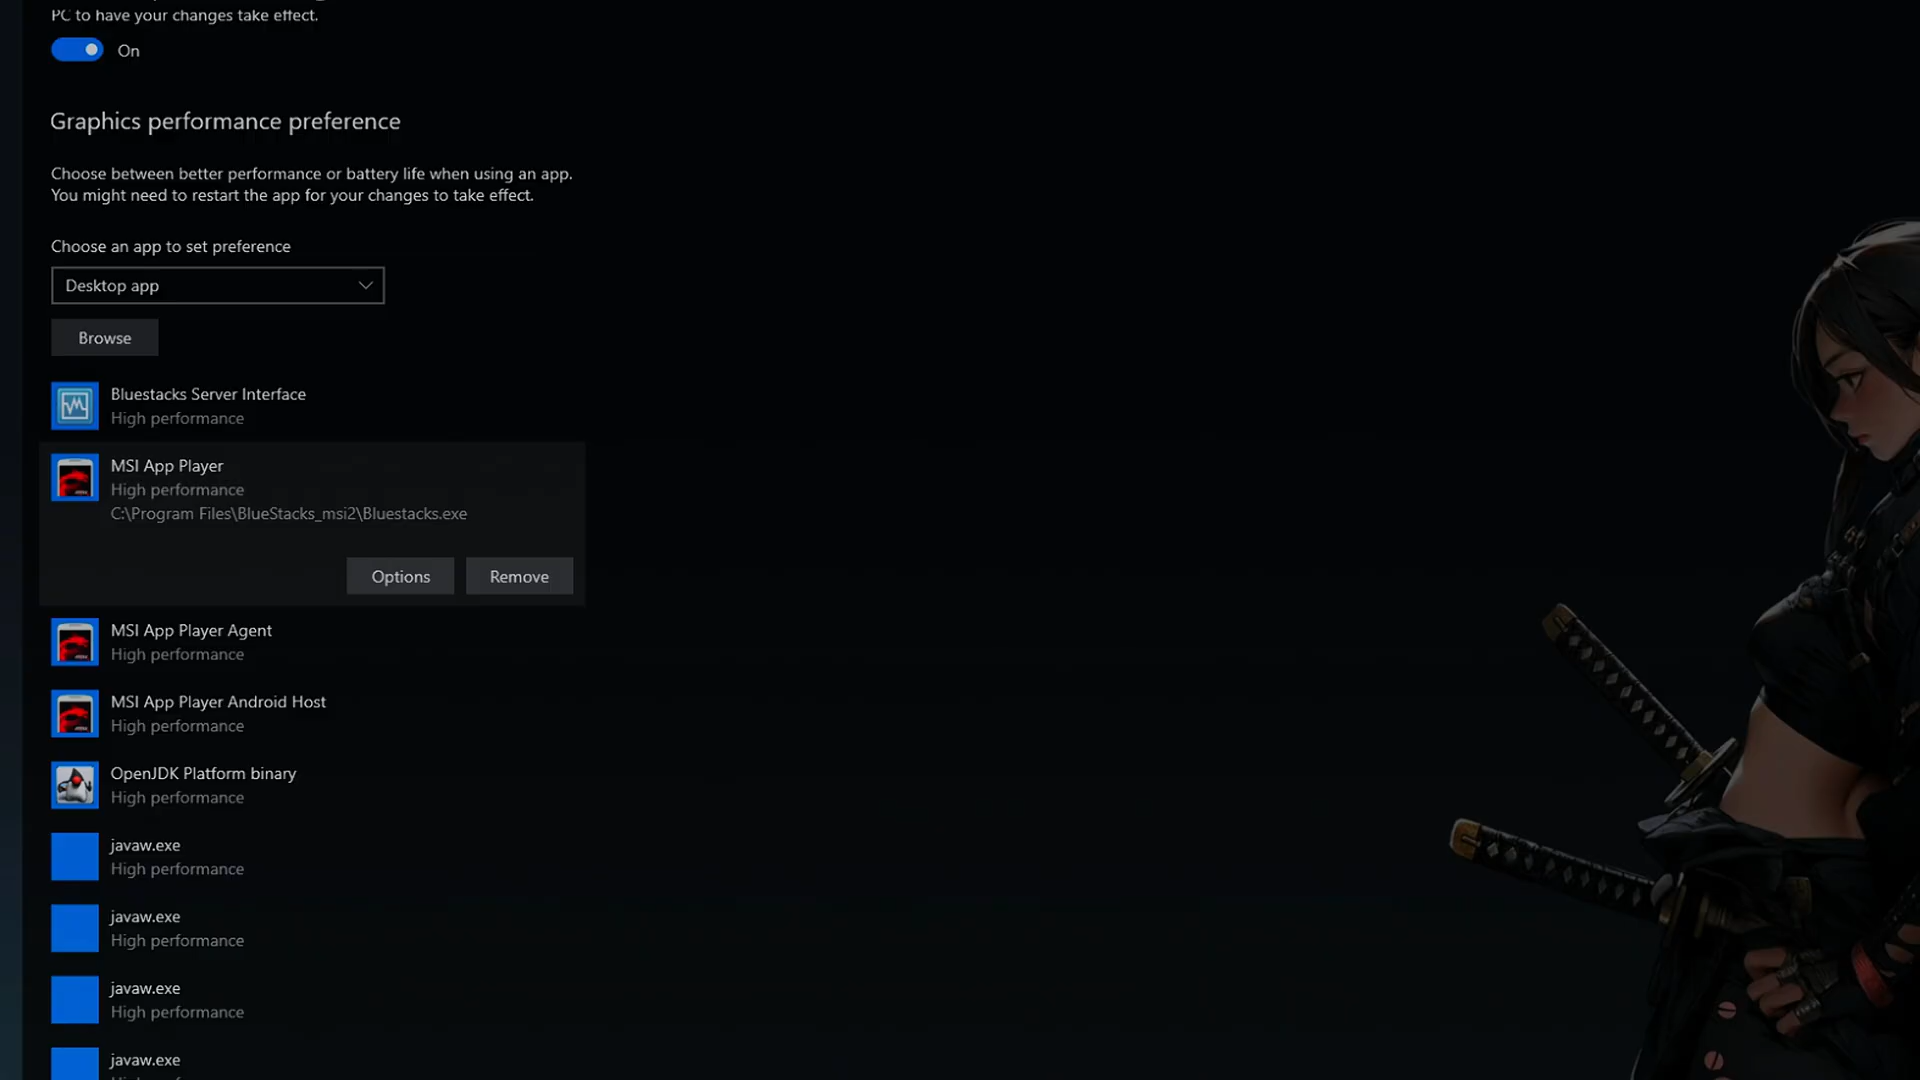 PC to have your changes take effect.
On
Graphics performance preference
Choose between better performance or battery life when using an app.
You might need to restart the app for your changes to take effect.
Choose an app to set preference
Desktop app
Browse
Bluestacks Server Interface
High performance
MSI App Player
High performance
C:\Program Files\BlueStacks_msi2\Bluestacks.exe
Options
Remove
MSI App Player Agent
High performance
MSI App Player Android Host
High performance
OpenJDK Platform binary
High performance
javaw.exe
High performance
javaw.exe
High performance
javaw.exe
High performance
javaw.exe